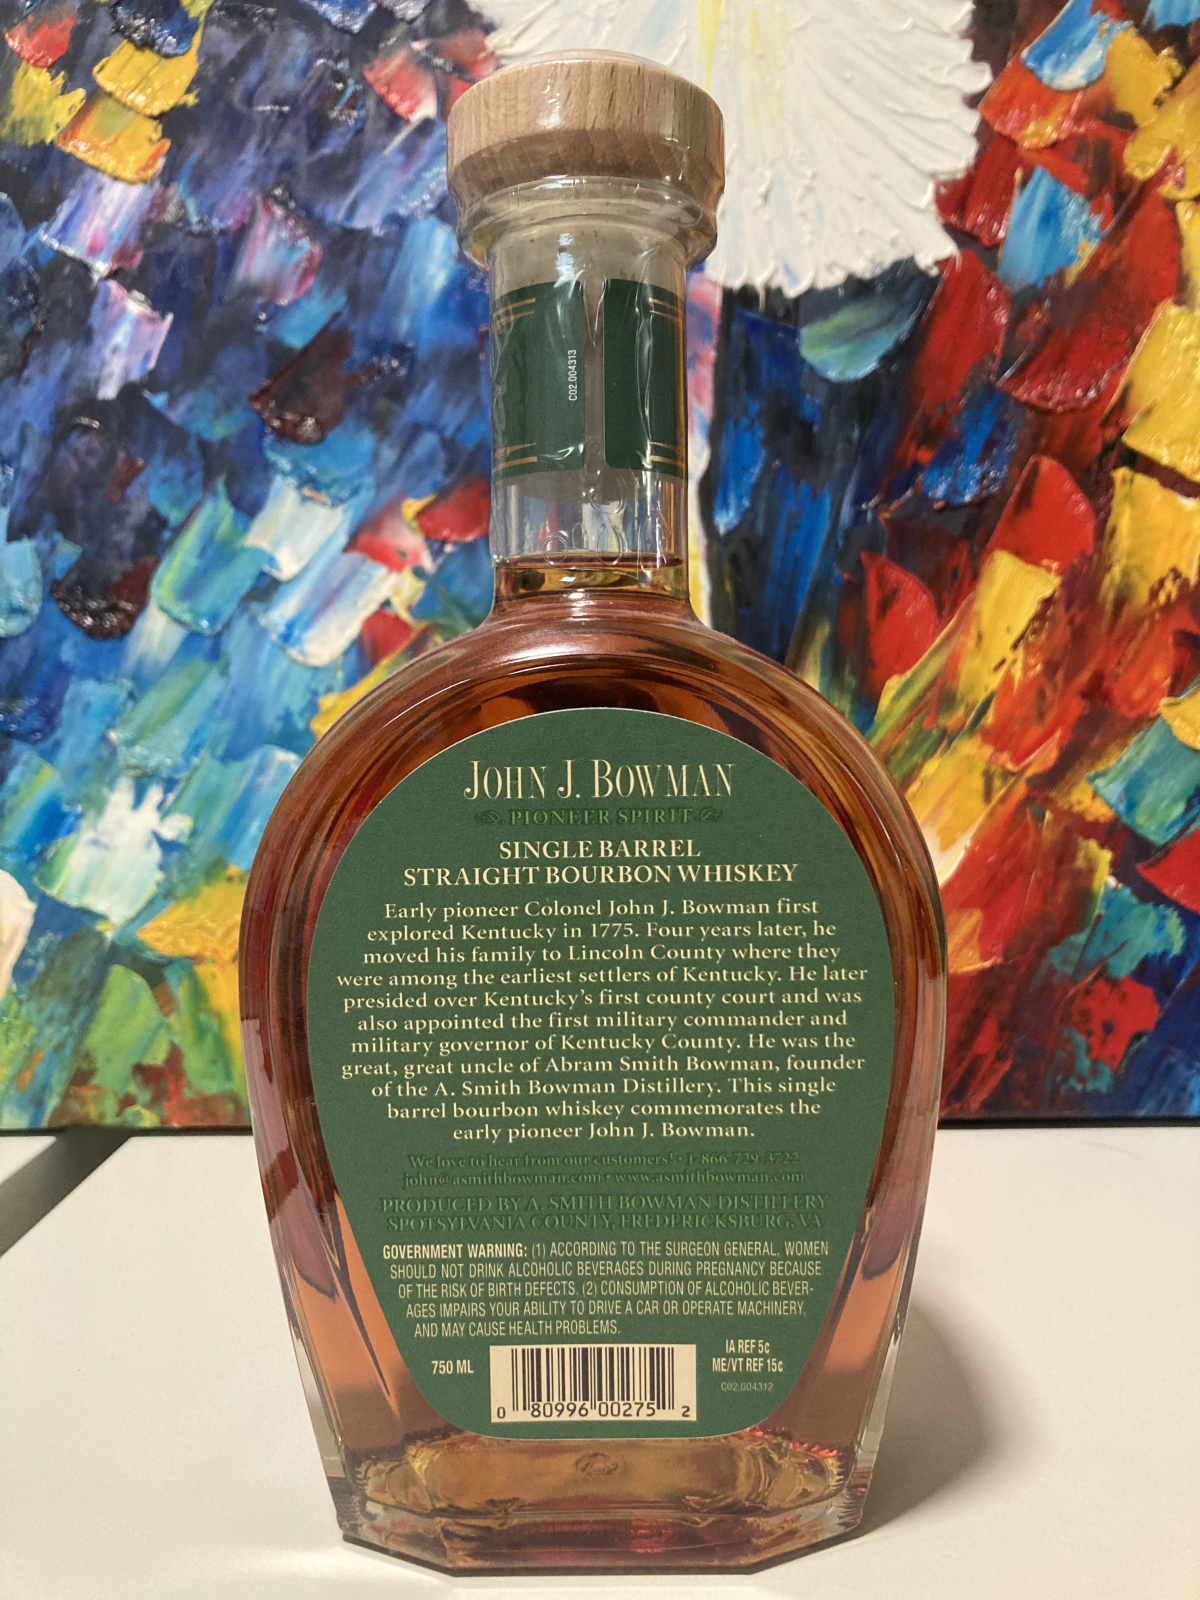 C02.004313
JOHN J. BOWMAN
PIONEER SPIRIT
SINGLE BARREL
STRAIGHT BOURBON WHISKEY
Early pioneer Colonel John J. Bowman first
explored Kentucky in 1775. Four years later, he
moved his family to Lincoln County where they
were among the earliest settlers of Kentucky. He later
presided over Kentucky's first county court and was
also appointed the first military commander and
military governor of Kentucky County. He was the
great, great uncle of Abram Smith Bowman, founder
of the A. Smith Bowman Distillery. This single
barrel bourbon whiskey commemorates the
early pioneer John J. Bowman.
We love to hear from our customers! • 1-866-729-3722
john@asmithbowman.com • www.asmithbowman.com
PRODUCED BY A. SMITH BOWMAN DISTILLERY
SPOTSYLVANIA COUNTY, FREDERICKSBURG, VA
GOVERNMENT WARNING: (1) ACCORDING TO THE SURGEON GENERAL, WOMEN
SHOULD NOT DRINK ALCOHOLIC BEVERAGES DURING PREGNANCY BECAUSE
OF THE RISK OF BIRTH DEFECTS. (2) CONSUMPTION OF ALCOHOLIC BEVER-
AGES IMPAIRS YOUR ABILITY TO DRIVE A CAR OR OPERATE MACHINERY,
AND MAY CAUSE HEALTH PROBLEMS.
750 ML
IA REF 5c
ME/VT REF 15c
C02.004312
0 80996 00275 2